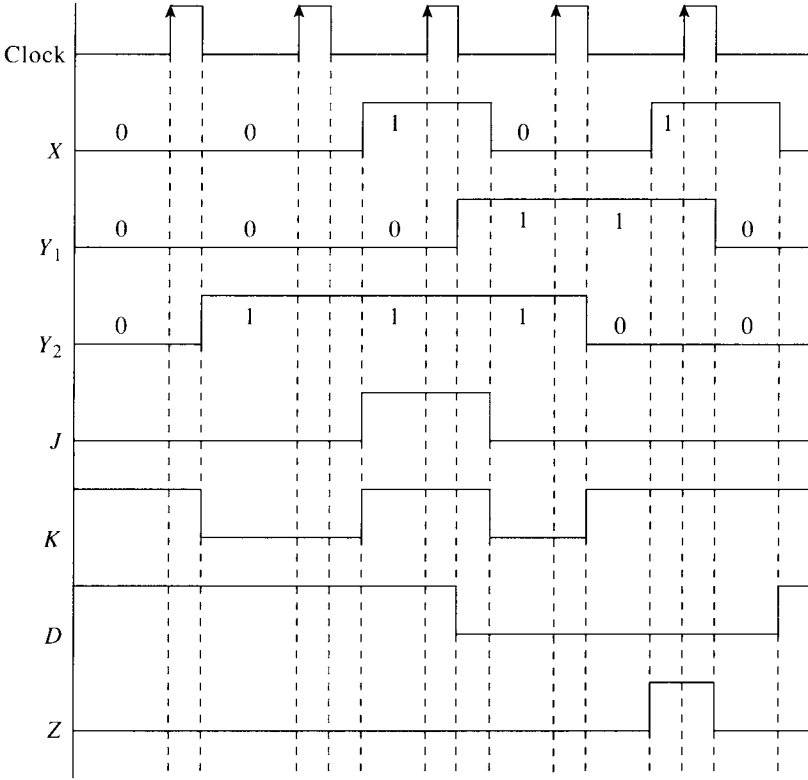 Clock
X 0 0 1 0 1
Y₁ 0 0 0 1 1 0
Y₂ 0 1 1 1 0 0
J
K
D
Z